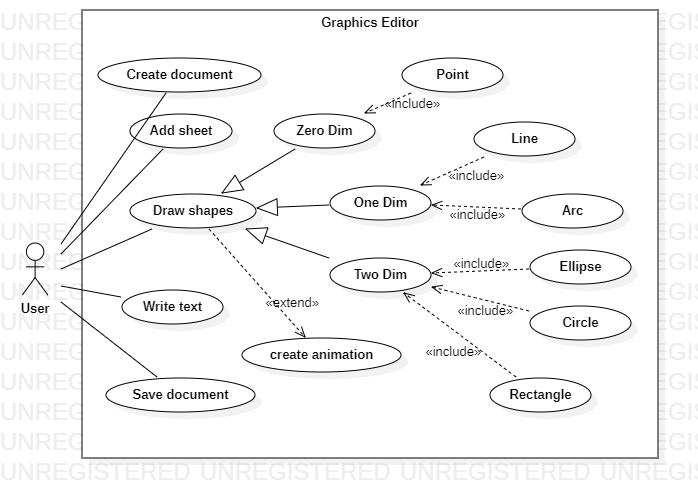 Graphics Editor
Create document
Point
«include»
Add sheet
Zero Dim
Line
«include»
Draw shapes
One Dim
Arc
«include»
Ellipse
«include»
Two Dim
User
Write text
«extend»
«include»
Circle
create animation
«include»
Save document
Rectangle
UNREGISTERED UNREGISTERED UNREGISTERED